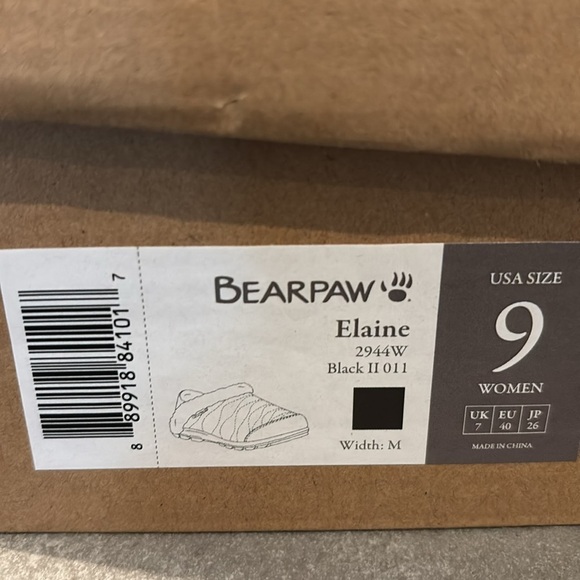 8 89918 84101 7
BEARPAW
Elaine
2944W
Black II 011
Width: M
USA SIZE
9
WOMEN
UK EU JP
7 40 26
MADE IN CHINA